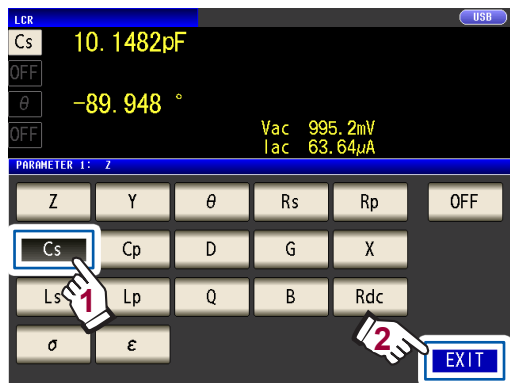 LCR USB
Cs 10.1482pF
OFF
θ -89.948 °
OFF Vac 995.2mV
Iac 63.64μA
PARAMETER 1: Z
Z Y θ Rs Rp OFF
Cs Cp D G X
Ls 1 Lp Q B Rdc
2
σ ε EXIT